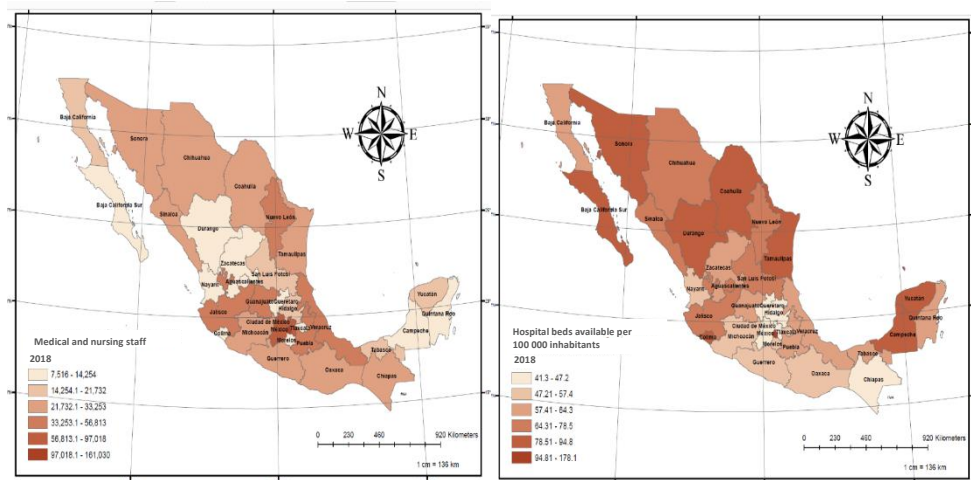 N
W E
S
Baja California
Sonora
Chihuahua
Coahuila
Baja California Sur
Sinaloa
Nuevo León
Durango
Tamaulipas
Zacatecas
San Luis Potosí
Nayarit
Aguascalientes
Guanajuato
Querétaro
Hidalgo
Yucatán
Quintana Roo
Jalisco
Ciudad de México
Tlaxcala
Veracruz
Campeche
Colima
Michoacán
México
Morelos
Puebla
Tabasco
Guerrero
Oaxaca
Chiapas
Medical and nursing staff
2018
7,516 - 14,254
14,254.1 - 21,732
21,732.1 - 33,253
33,253.1 - 56,813
56,813.1 - 97,018
97,018.1 - 161,030
0 230 460 920 Kilometers
1 cm = 136 km
N
W E
S
Baja California
Sonora
Chihuahua
Coahuila
Baja California Sur
Sinaloa
Nuevo León
Durango
Tamaulipas
Zacatecas
San Luis Potosí
Nayarit
Aguascalientes
Guanajuato
Querétaro
Hidalgo
Yucatán
Quintana Roo
Jalisco
Ciudad de México
Tlaxcala
Veracruz
Campeche
Colima
Michoacán
México
Morelos
Puebla
Tabasco
Guerrero
Oaxaca
Chiapas
Hospital beds available per
100 000 inhabitants
2018
41.3 - 47.2
47.21 - 57.4
57.41 - 64.3
64.31 - 78.5
78.51 - 94.8
94.81 - 178.1
0 230 460 920 Kilometers
1 cm = 136 km